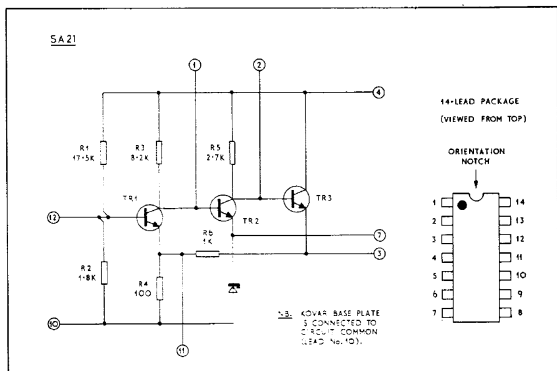 SA21
1
2
4
14-LEAD PACKAGE
(VIEWED FROM TOP)
ORIENTATION
NOTCH
R1
17·5K
R3
8·2K
R5
2·7K
TR1
TR2
TR3
12
R6
1K
7
3
R2
1·8K
R4
100
10
11
N.B. KOVAR BASE PLATE
IS CONNECTED TO
CIRCUIT COMMON
(LEAD No. 10).
1 14
2 13
3 12
4 11
5 10
6 9
7 8